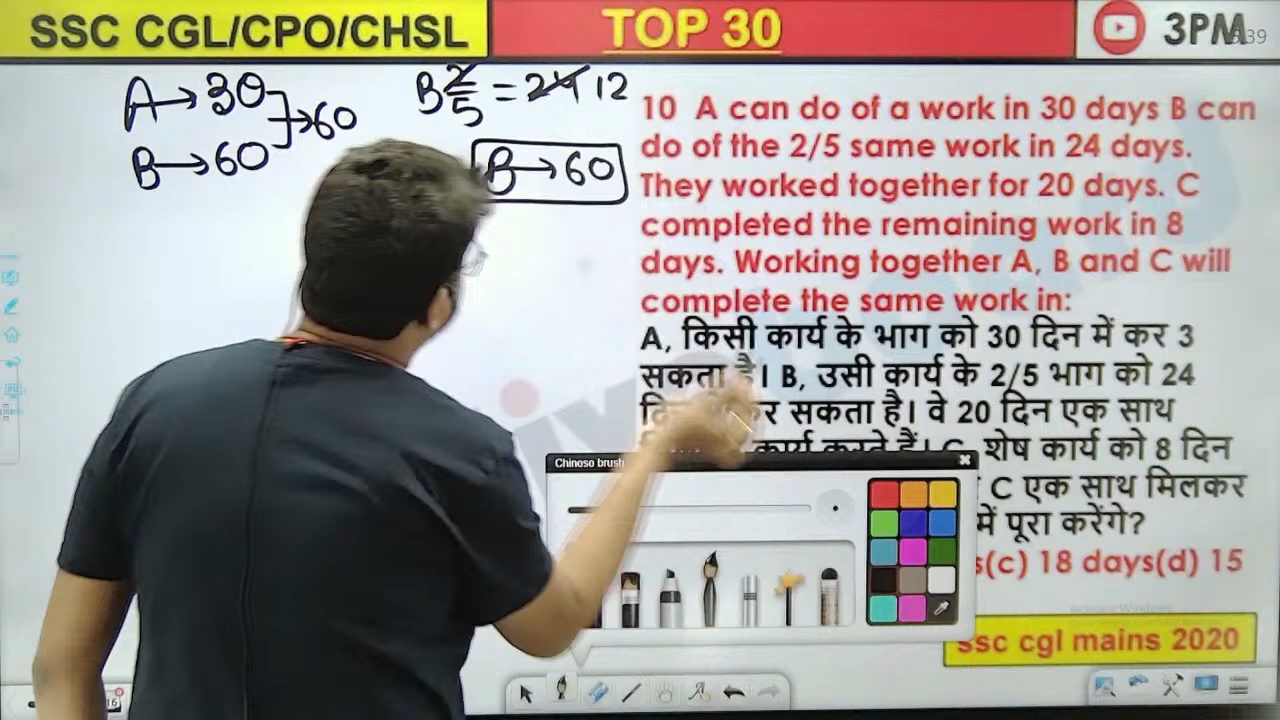 SSC CGL/CPO/CHSL
TOP 30
3PM
39
A→30
B→60
→60
B 2/5 = 24 12
B→60
10 A can do of a work in 30 days B can
do of the 2/5 same work in 24 days.
They worked together for 20 days. C
completed the remaining work in 8
days. Working together A, B and C will
complete the same work in:
A, किसी कार्य के भाग को 30 दिन में कर 3
सकता है। B, उसी कार्य के 2/5 भाग को 24
कर सकता है। वे 20 दिन एक साथ
कार्य करते हैं। C, शेष कार्य को 8 दिन
C एक साथ मिलकर
में पूरा करेंगे?
(c) 18 days(d) 15
Chinoso brush
Activate Windows
ssc cgl mains 2020